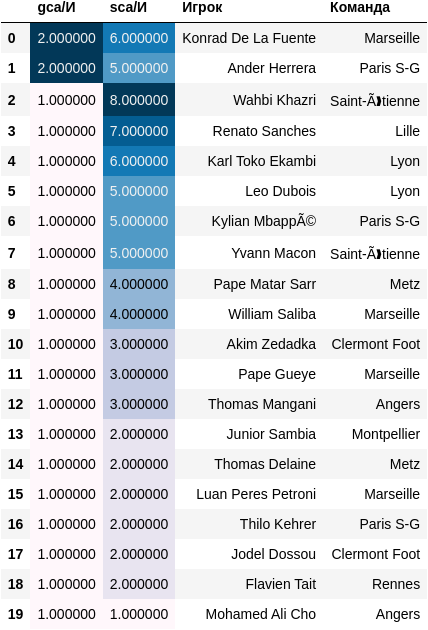 gca/И sca/И Игрок Команда
0 2.000000 6.000000 Konrad De La Fuente Marseille
1 2.000000 5.000000 Ander Herrera Paris S-G
2 1.000000 8.000000 Wahbi Khazri Saint-Ã‰tienne
3 1.000000 7.000000 Renato Sanches Lille
4 1.000000 6.000000 Karl Toko Ekambi Lyon
5 1.000000 5.000000 Leo Dubois Lyon
6 1.000000 5.000000 Kylian MbappÃ© Paris S-G
7 1.000000 5.000000 Yvann Macon Saint-Ã‰tienne
8 1.000000 4.000000 Pape Matar Sarr Metz
9 1.000000 4.000000 William Saliba Marseille
10 1.000000 3.000000 Akim Zedadka Clermont Foot
11 1.000000 3.000000 Pape Gueye Marseille
12 1.000000 3.000000 Thomas Mangani Angers
13 1.000000 2.000000 Junior Sambia Montpellier
14 1.000000 2.000000 Thomas Delaine Metz
15 1.000000 2.000000 Luan Peres Petroni Marseille
16 1.000000 2.000000 Thilo Kehrer Paris S-G
17 1.000000 2.000000 Jodel Dossou Clermont Foot
18 1.000000 2.000000 Flavien Tait Rennes
19 1.000000 1.000000 Mohamed Ali Cho Angers